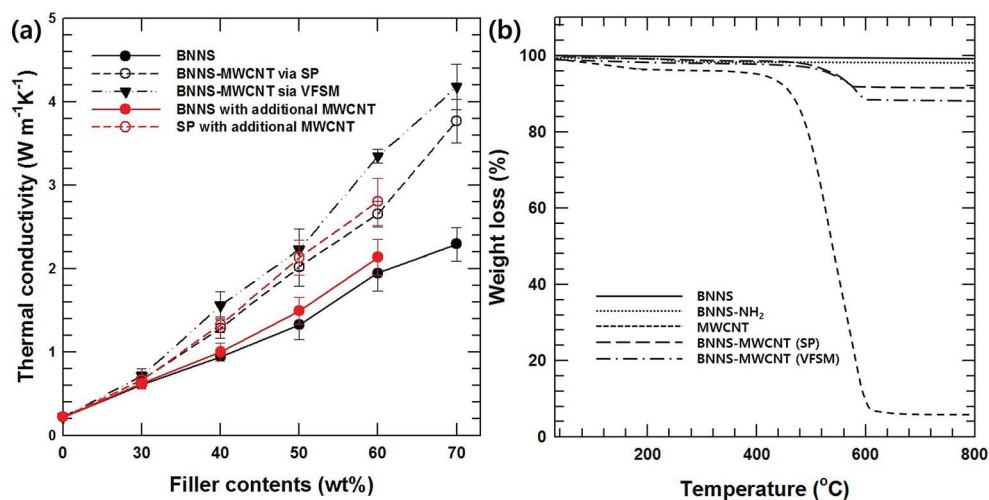 (a)
5
4
3
2
1
0
Thermal conductivity (W m⁻¹K⁻¹)
BNNS
BNNS-MWCNT via SP
BNNS-MWCNT sia VFSM
BNNS with additional MWCNT
SP with additional MWCNT
0 30 40 50 60 70
Filler contents (wt%)
(b)
100
80
60
40
20
0
Weight loss (%)
BNNS
BNNS-NH₂
MWCNT
BNNS-MWCNT (SP)
BNNS-MWCNT (VFSM)
200 400 600 800
Temperature (°C)